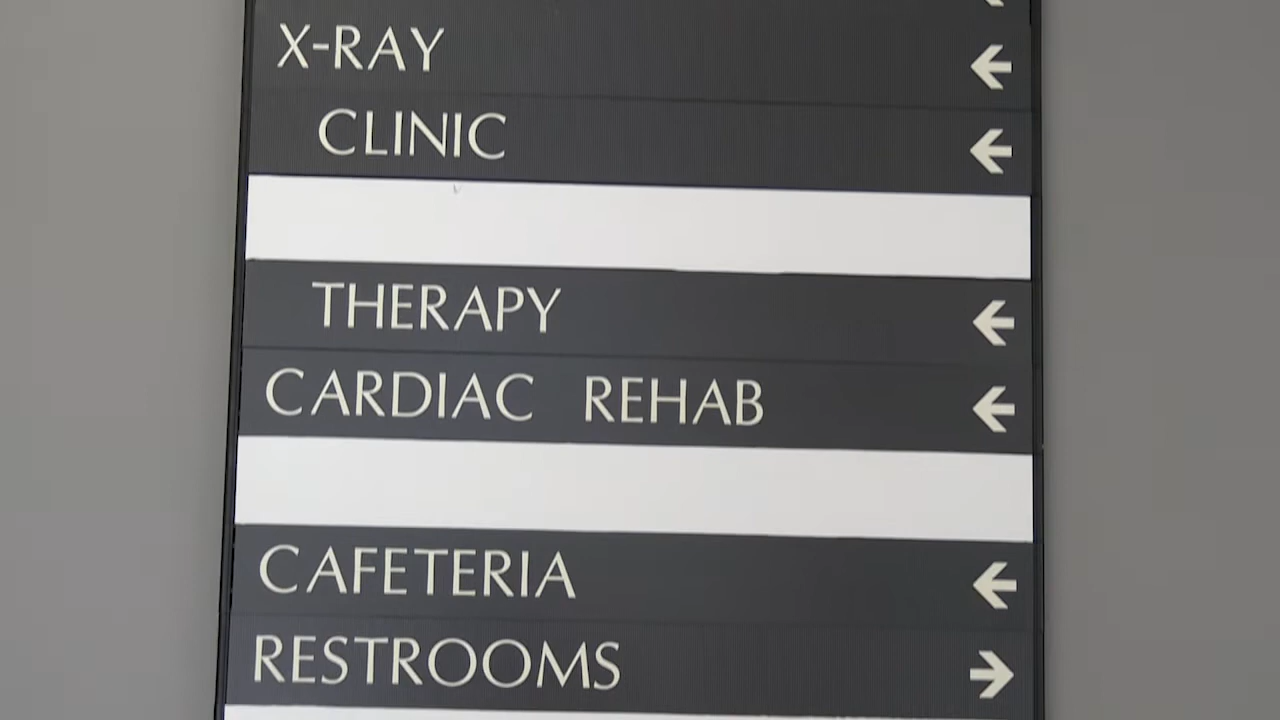 X-RAY ←
CLINIC ←
THERAPY ←
CARDIAC REHAB ←
CAFETERIA ←
RESTROOMS →